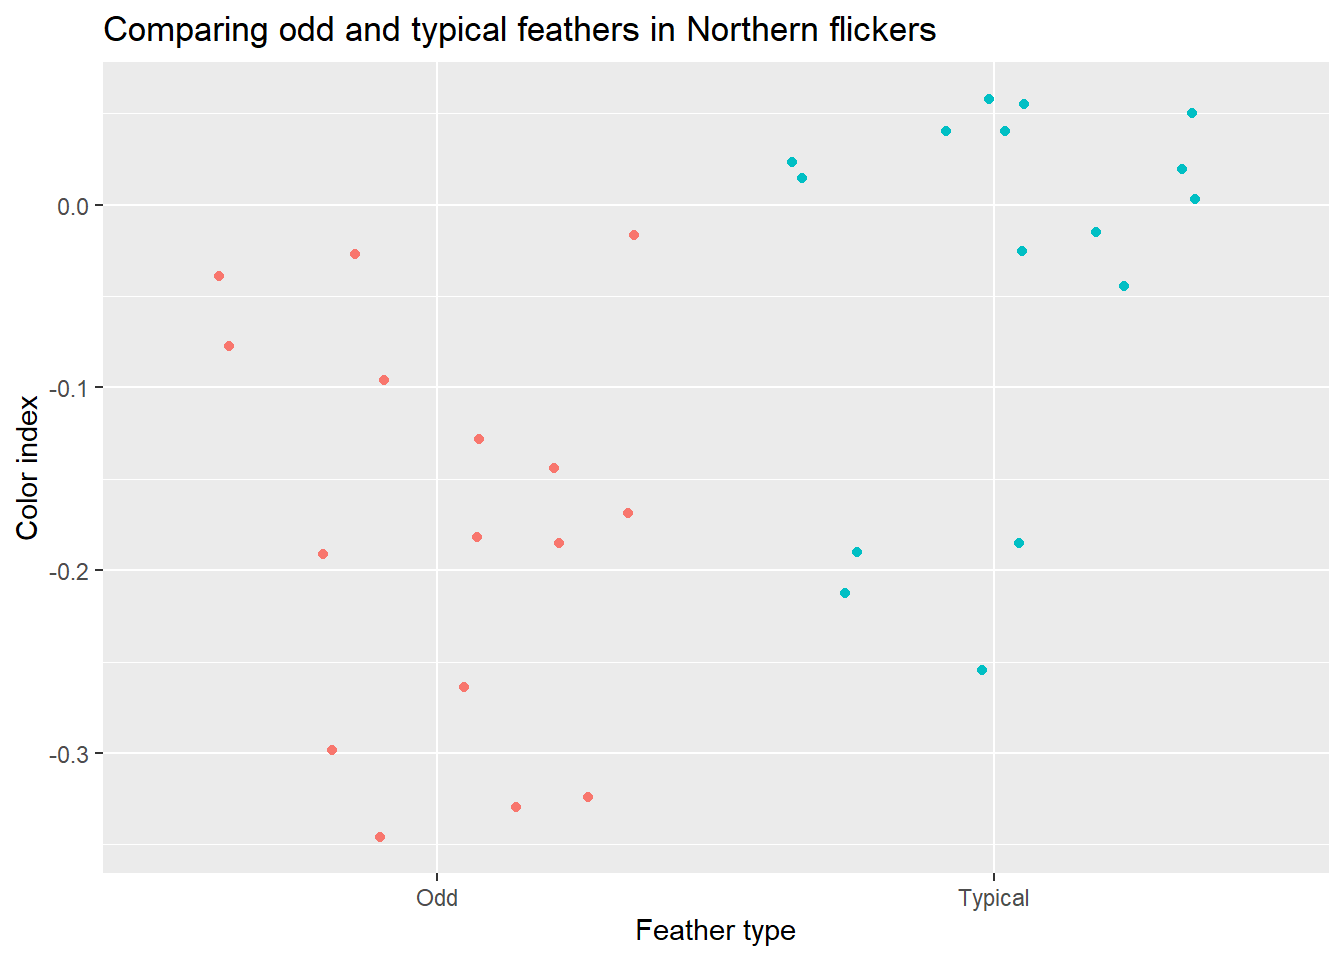 Comparing odd and typical feathers in Northern flickers
0.0
-0.1
-0.2
-0.3
Color index
Odd
Typical
Feather type